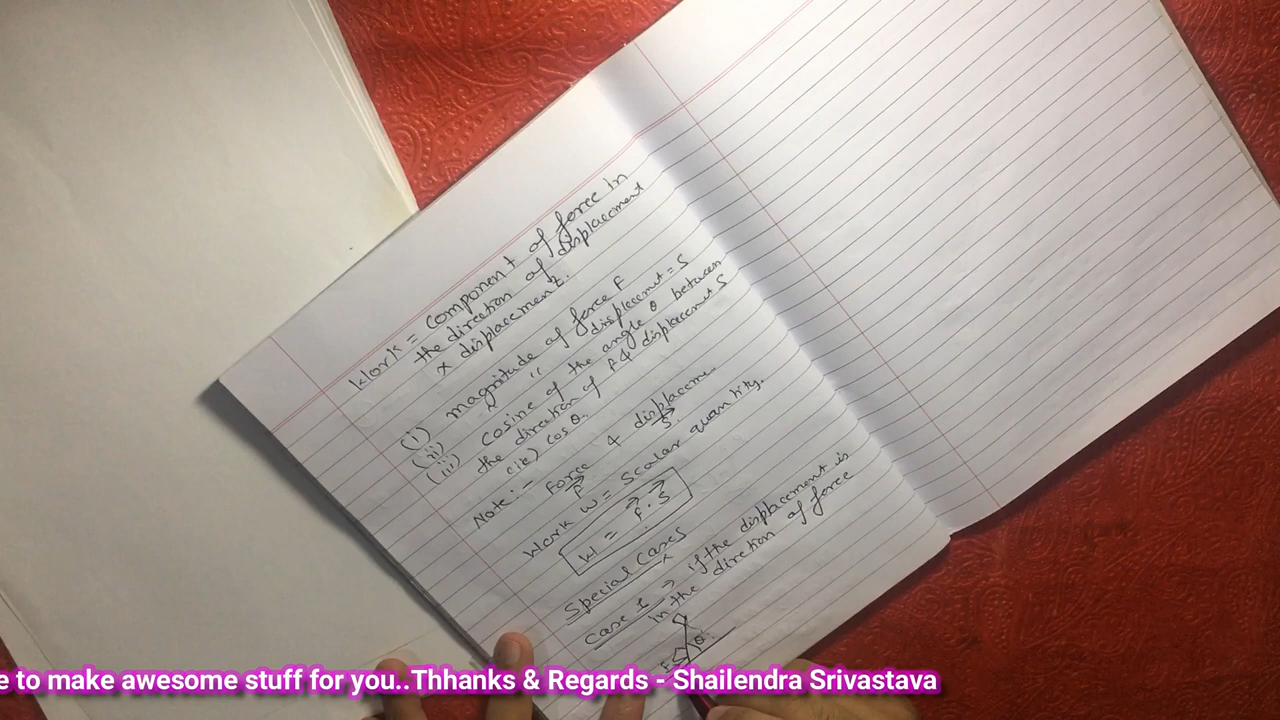 Work = component of force in
the direction of displacement
x displacement.
(i) magnitude of force F
(ii) " " displacement = S
(iii) cosine of the angle θ between
the direction of F & displacement S
(ie) cos θ.
Note:- Force & displacem
F S
Work W = Scalar quantity.
W = F . S
Special Cases
Case I → if the displacement is
in the direction of force
F θ
e to make awesome stuff for you..Thhanks & Regards - Shailendra Srivastava